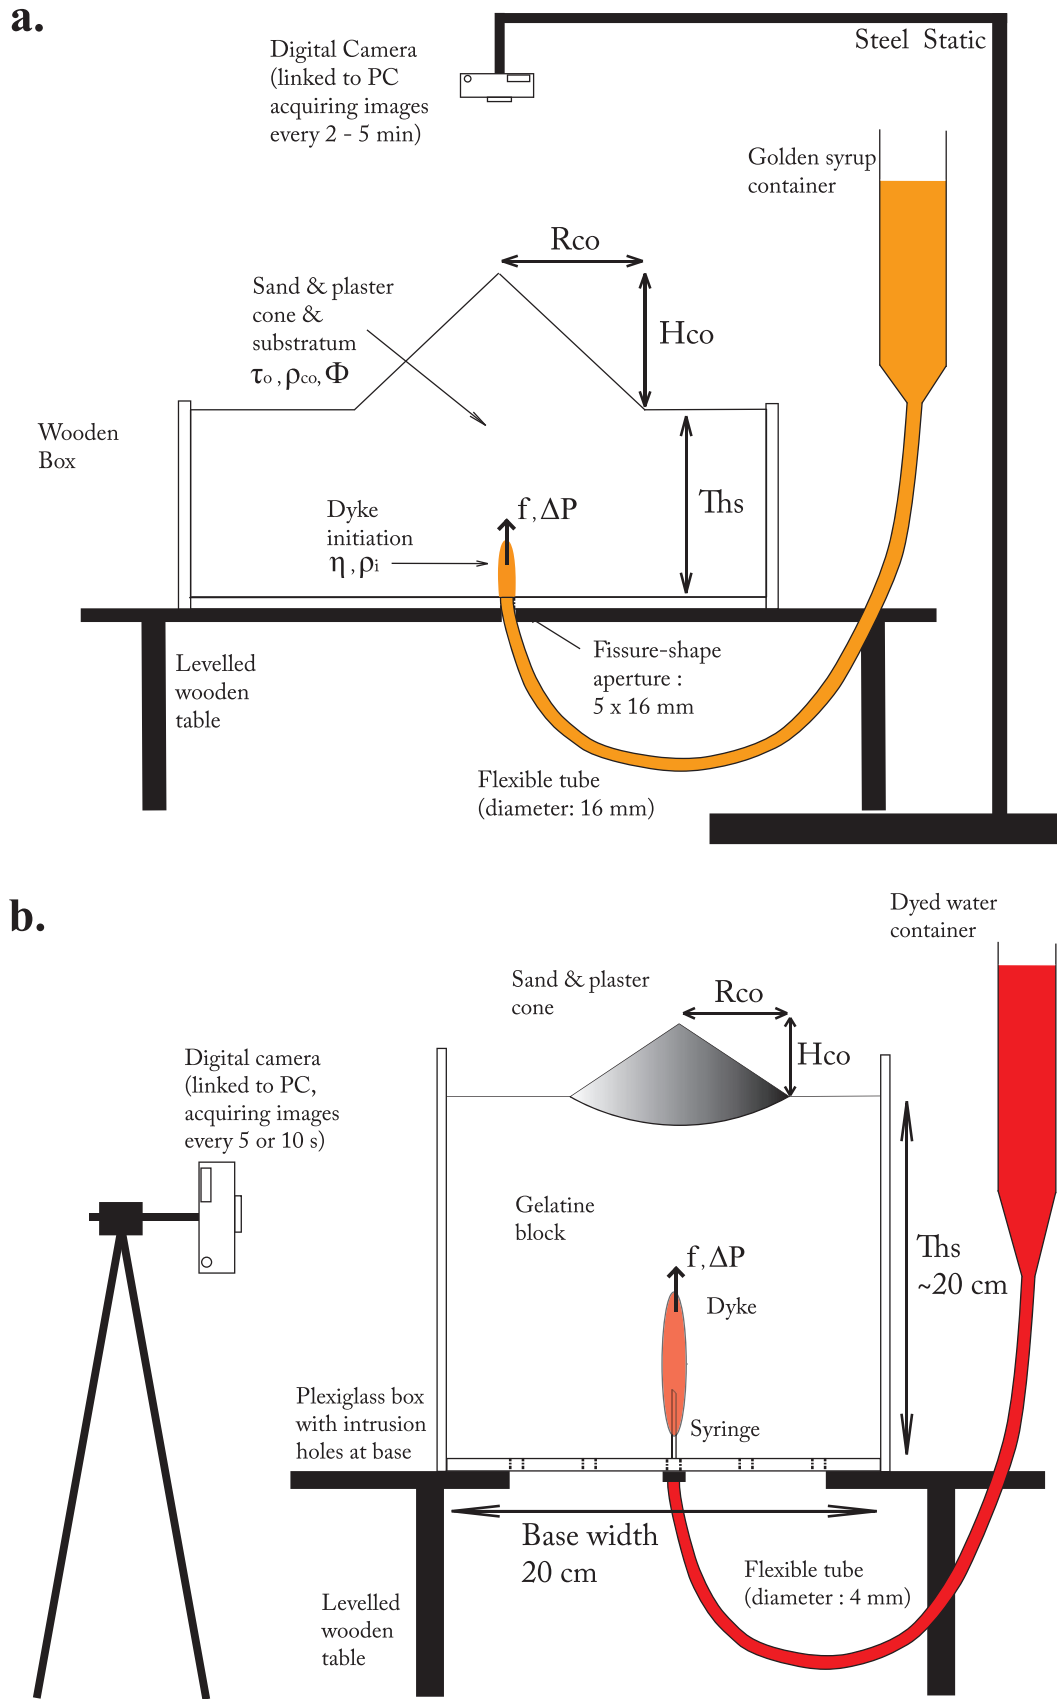 a.
Digital Camera
(linked to PC
acquiring images
every 2 - 5 min)
Steel Static
Golden syrup
container
Rco
Sand & plaster
cone &
substratum
τo , ρco, Φ
Hco
Wooden
Box
Ths
Dyke
initiation
η , ρi
f , ΔP
Fissure-shape
aperture :
5 x 16 mm
Levelled
wooden
table
Flexible tube
(diameter: 16 mm)
b.
Dyed water
container
Sand & plaster
cone
Rco
Hco
Digital camera
(linked to PC,
acquiring images
every 5 or 10 s)
Gelatine
block
Ths
~20 cm
f , ΔP
Dyke
Plexiglass box
with intrusion
holes at base
Syringe
Base width
20 cm
Flexible tube
(diameter : 4 mm)
Levelled
wooden
table